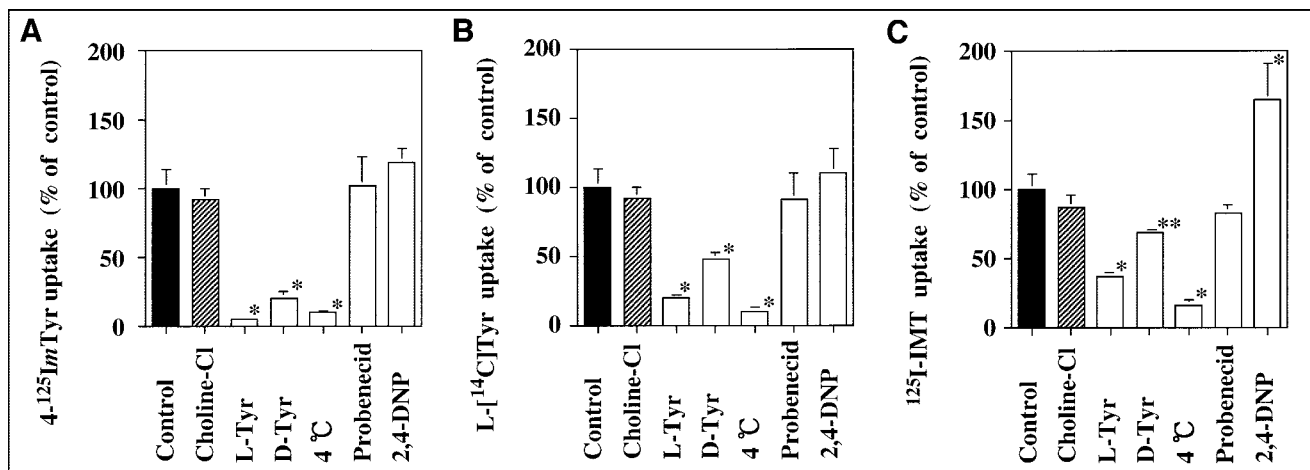 A
4-¹²⁵ImTyr uptake (% of control)
200
150
100
50
0
*
*
*
Control
Choline-Cl
L-Tyr
D-Tyr
4 ℃
Probenecid
2,4-DNP
B
L-[¹⁴C]Tyr uptake (% of control)
200
150
100
50
0
*
*
*
Control
Choline-Cl
L-Tyr
D-Tyr
4 ℃
Probenecid
2,4-DNP
C
¹²⁵I-IMT uptake (% of control)
200
150
100
50
0
*
**
*
*
Control
Choline-Cl
L-Tyr
D-Tyr
4 ℃
Probenecid
2,4-DNP